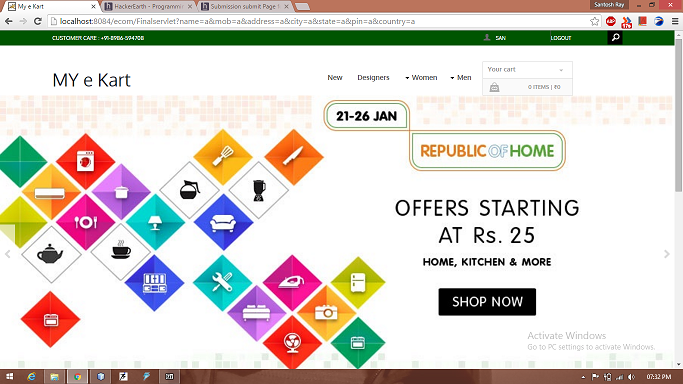 My e Kart
HackerEarth - Programmi
Submission submit Page
Santosh Ray
localhost:8084/ecom/Finalservlet?name=a&mob=a&address=a&city=a&state=a&pin=a&country=a
CUSTOMER CARE : +91-8986-594708
SAN
LOGOUT
MY e Kart
New
Designers
Women
Men
Your cart
0 ITEMS | ₹0
21-26 JAN
REPUBLIC OF HOME
OFFERS STARTING
AT Rs. 25
HOME, KITCHEN & MORE
SHOP NOW
Activate Windows
Go to PC settings to activate Windows.
07:32 PM